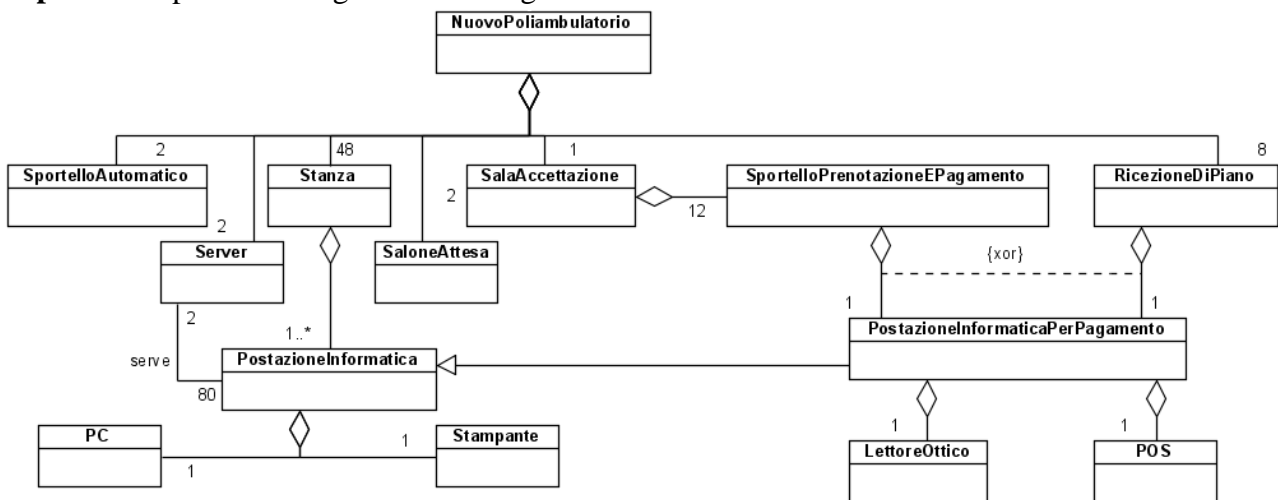 NuovoPoliambulatorio
2
48
1
8
SportelloAutomatico
Stanza
SalaAccettazione
SportelloPrenotazioneEPagamento
RicezioneDiPiano
2
2
12
Server
SaloneAttesa
{xor}
2
1..*
1
1
serve
PostazioneInformatica
PostazioneInformaticaPerPagamento
80
PC
1
1
Stampante
1
1
LettoreOttico
POS